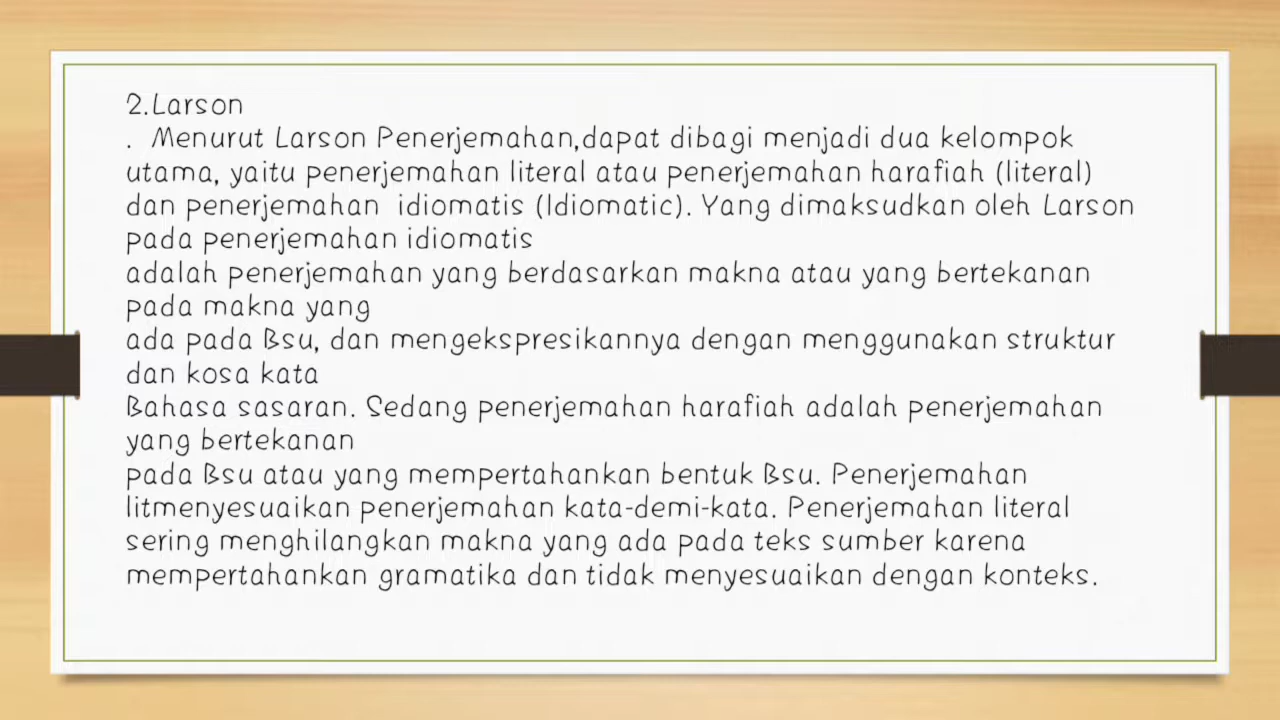 2.Larson
. Menurut Larson Penerjemahan,dapat dibagi menjadi dua kelompok
utama, yaitu penerjemahan literal atau penerjemahan harafiah (literal)
dan penerjemahan idiomatis (Idiomatic). Yang dimaksudkan oleh Larson
pada penerjemahan idiomatis
adalah penerjemahan yang berdasarkan makna atau yang bertekanan
pada makna yang
ada pada Bsu, dan mengekspresikannya dengan menggunakan struktur
dan kosa kata
Bahasa sasaran. Sedang penerjemahan harafiah adalah penerjemahan
yang bertekanan
pada Bsu atau yang mempertahankan bentuk Bsu. Penerjemahan
litmenyesuaikan penerjemahan kata-demi-kata. Penerjemahan literal
sering menghilangkan makna yang ada pada teks sumber karena
mempertahankan gramatika dan tidak menyesuaikan dengan konteks.